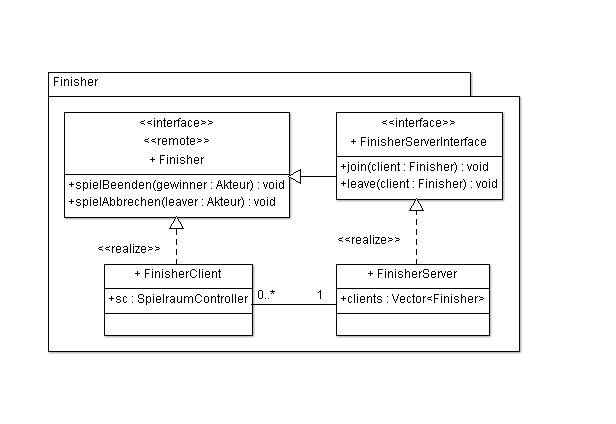 Finisher
<<interface>>
<<remote>>
+ Finisher
+spielBeenden(gewinner : Akteur) : void
+spielAbbrechen(leaver : Akteur) : void
<<interface>>
+ FinisherServerInterface
+join(client : Finisher) : void
+leave(client : Finisher) : void
<<realize>>
<<realize>>
+ FinisherClient
+sc : SpielraumController
0..*
1
+ FinisherServer
+clients : Vector<Finisher>